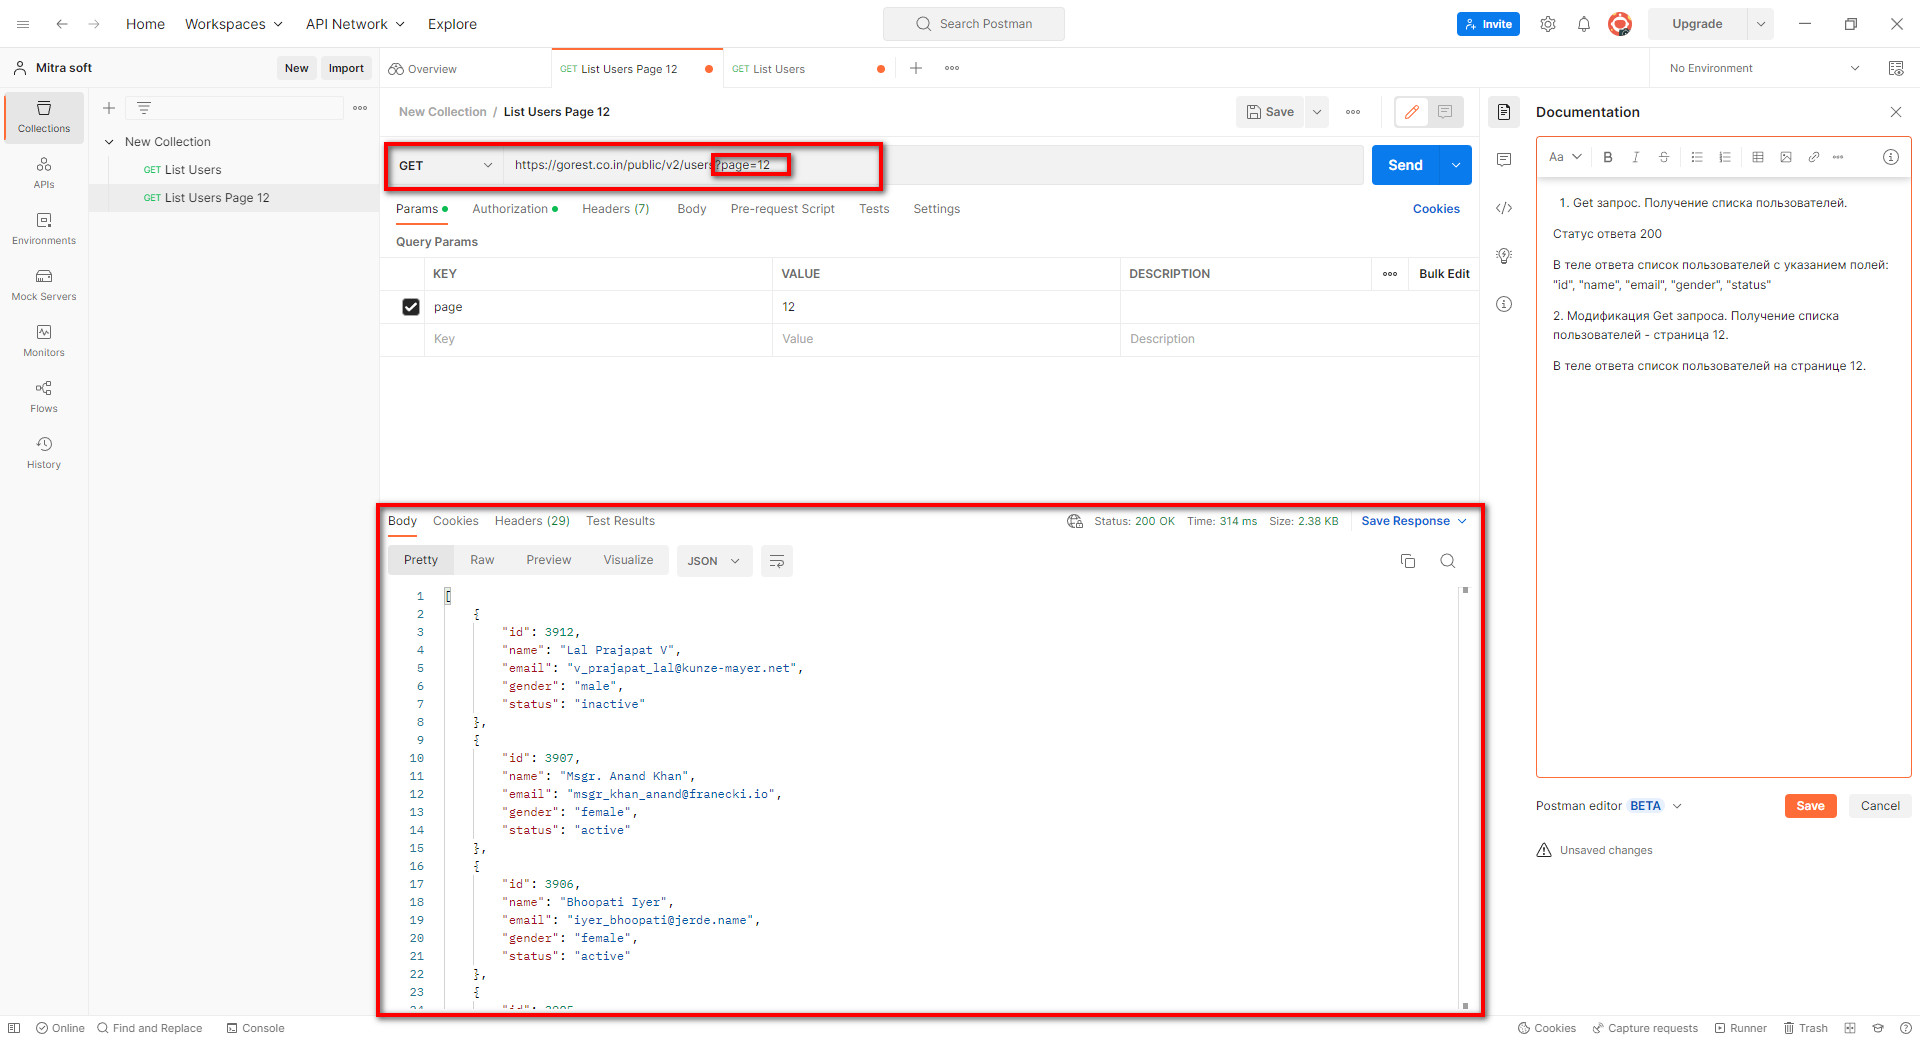 Home Workspaces API Network Explore Search Postman Invite Upgrade
Mitra soft New Import Overview GET List Users Page 12 GET List Users No Environment
Collections
APIs
Environments
Mock Servers
Monitors
Flows
History
New Collection
GET List Users
GET List Users Page 12
New Collection / List Users Page 12 Save
GET https://gorest.co.in/public/v2/users?page=12 Send
Params Authorization Headers (7) Body Pre-request Script Tests Settings Cookies
Query Params
KEY VALUE DESCRIPTION Bulk Edit
page 12
Key Value Description
Body Cookies Headers (29) Test Results Status: 200 OK Time: 314 ms Size: 2.38 KB Save Response
Pretty Raw Preview Visualize JSON
1 [
2 {
3 "id": 3912,
4 "name": "Lal Prajapat V",
5 "email": "v_prajapat_lal@kunze-mayer.net",
6 "gender": "male",
7 "status": "inactive"
8 },
9 {
10 "id": 3907,
11 "name": "Msgr. Anand Khan",
12 "email": "msgr_khan_anand@franecki.io",
13 "gender": "female",
14 "status": "active"
15 },
16 {
17 "id": 3906,
18 "name": "Bhoopati Iyer",
19 "email": "iyer_bhoopati@jerde.name",
20 "gender": "female",
21 "status": "active"
22 },
23 {
Documentation
Aa B I S
1. Get запрос. Получение списка пользователей.
Статус ответа 200
В теле ответа список пользователей с указанием полей:
"id", "name", "email", "gender", "status"
2. Модификация Get запроса. Получение списка
пользователей - страница 12.
В теле ответа список пользователей на странице 12.
Postman editor BETA Save Cancel
Unsaved changes
Online Find and Replace Console Cookies Capture requests Runner Trash